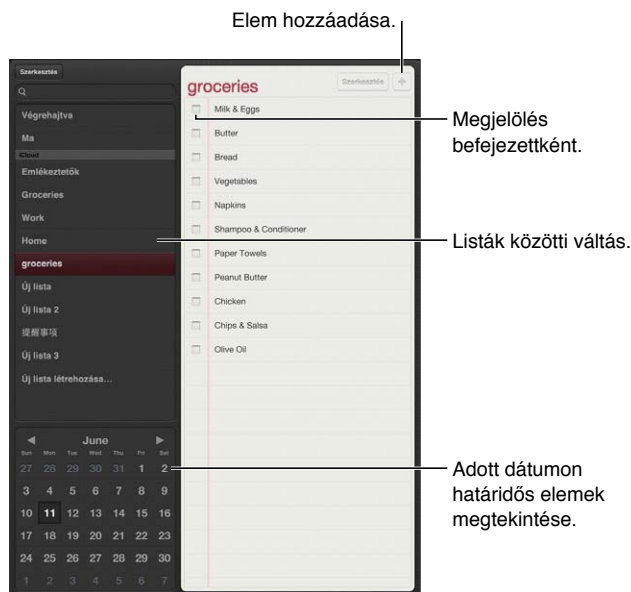 Elem hozzáadása.
Szerkesztés
Végrehajtva
Ma
iCloud
Emlékeztetők
Groceries
Work
Home
groceries
Új lista
Új lista 2
提醒事項
Új lista 3
Új lista létrehozása...
June
Sun Mon Tue Wed Thu Fri Sat
27 28 29 30 31 1 2
3 4 5 6 7 8 9
10 11 12 13 14 15 16
17 18 19 20 21 22 23
24 25 26 27 28 29 30
1 2 3 4 5 6 7
groceries
Szerkesztés
Milk & Eggs
Butter
Bread
Vegetables
Napkins
Shampoo & Conditioner
Paper Towels
Peanut Butter
Chicken
Chips & Salsa
Olive Oil
Megjelölés
befejezettként.
Listák közötti váltás.
Adott dátumon
határidős elemek
megtekintése.